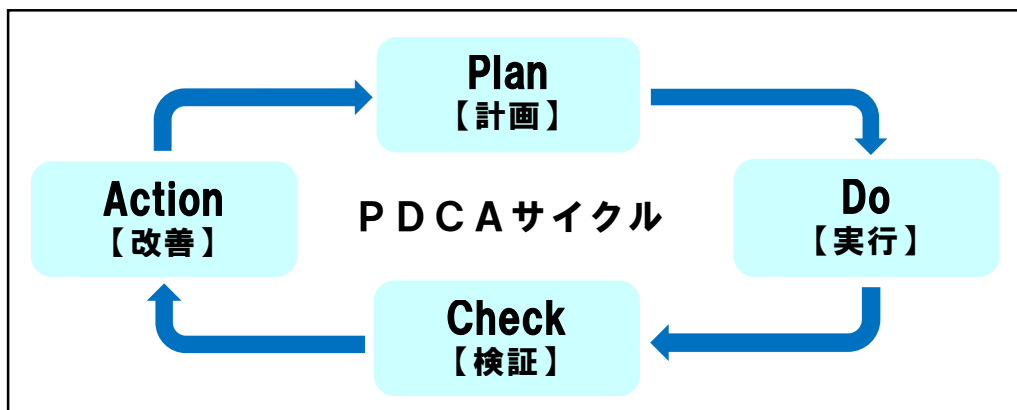 Plan
【計画】
Do
【実行】
Check
【検証】
Action
【改善】
ＰＤＣＡサイクル